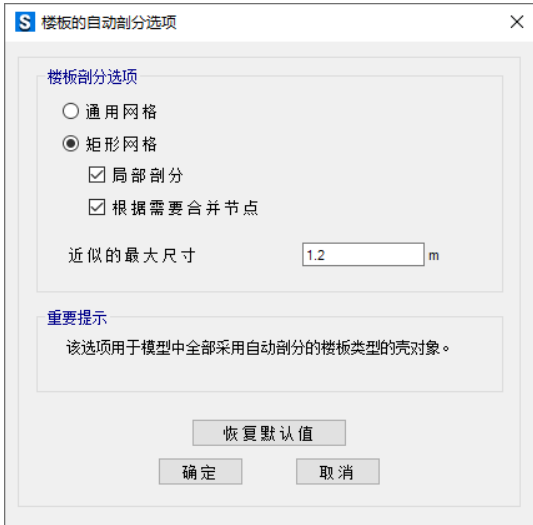 S 楼板的自动剖分选项
楼板剖分选项
通用网格
矩形网格
局部剖分
根据需要合并节点
近似的最大尺寸 1.2 m
重要提示
该选项用于模型中全部采用自动剖分的楼板类型的壳对象。
恢复默认值
确定 取消